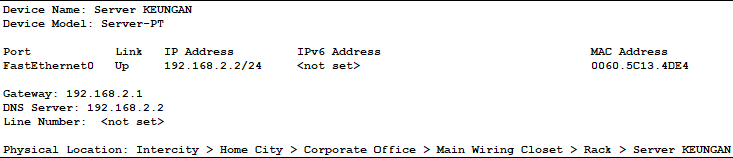 Device Name: Server KEUNGAN
Device Model: Server-PT
Port Link IP Address IPv6 Address MAC Address
FastEthernet0 Up 192.168.2.2/24 <not set> 0060.5C13.4DE4
Gateway: 192.168.2.1
DNS Server: 192.168.2.2
Line Number: <not set>
Physical Location: Intercity > Home City > Corporate Office > Main Wiring Closet > Rack > Server KEUNGAN